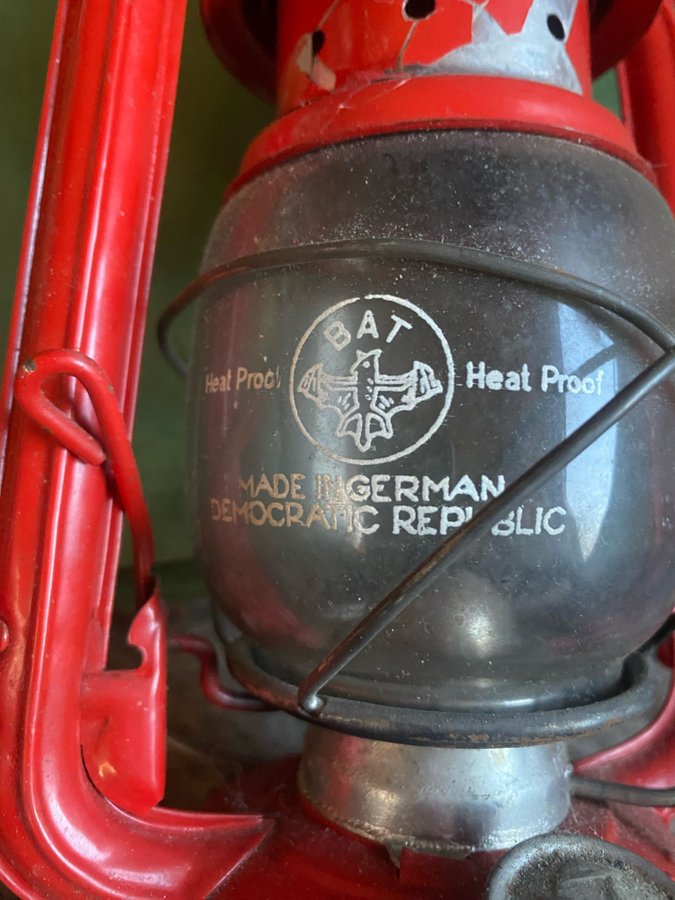 BAT
Heat Proof Heat Proof
MADE IN GERMAN
DEMOCRATIC REPUBLIC